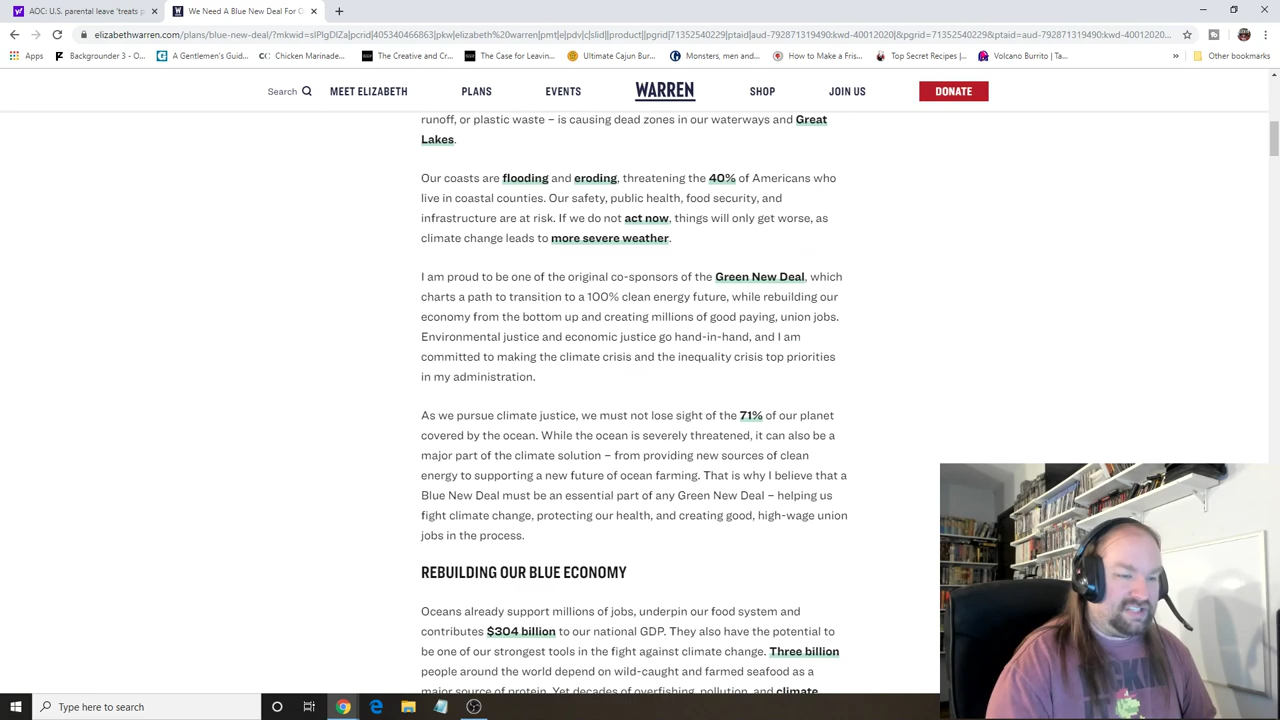 AOC: U.S. parental leave 'treats p
We Need A Blue New Deal For O
elizabethwarren.com/plans/blue-new-deal/?mkwid=sIPIgDIZa|pcrid|405340466863|pkw|elizabeth%20warren|pmt|e|pdv|c|slid||product||pgrid|71352540229|ptaid|aud-792871319490:kwd-40012020|&pgrid=71352540229&ptaid=aud-792871319490:kwd-4001202...
Apps
Backgrounder 3 - O...
A Gentlemen's Guid...
Chicken Marinade...
The Creative and Cr...
The Case for Leavin...
Ultimate Cajun Bur...
Monsters, men and...
How to Make a Fris...
Top Secret Recipes |...
Volcano Burrito | Ta...
»
Other bookmarks
Search
MEET ELIZABETH
PLANS
EVENTS
WARREN
SHOP
JOIN US
DONATE
runoff, or plastic waste – is causing dead zones in our waterways and Great
Lakes.
Our coasts are flooding and eroding, threatening the 40% of Americans who
live in coastal counties. Our safety, public health, food security, and
infrastructure are at risk. If we do not act now, things will only get worse, as
climate change leads to more severe weather.
I am proud to be one of the original co-sponsors of the Green New Deal, which
charts a path to transition to a 100% clean energy future, while rebuilding our
economy from the bottom up and creating millions of good paying, union jobs.
Environmental justice and economic justice go hand-in-hand, and I am
committed to making the climate crisis and the inequality crisis top priorities
in my administration.
As we pursue climate justice, we must not lose sight of the 71% of our planet
covered by the ocean. While the ocean is severely threatened, it can also be a
major part of the climate solution – from providing new sources of clean
energy to supporting a new future of ocean farming. That is why I believe that a
Blue New Deal must be an essential part of any Green New Deal – helping us
fight climate change, protecting our health, and creating good, high-wage union
jobs in the process.
REBUILDING OUR BLUE ECONOMY
Oceans already support millions of jobs, underpin our food system and
contributes $304 billion to our national GDP. They also have the potential to
be one of our strongest tools in the fight against climate change. Three billion
people around the world depend on wild-caught and farmed seafood as a
major source of protein. Yet decades of overfishing, pollution, and climate
Type here to search